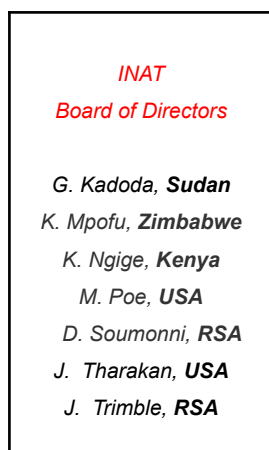 INAT
Board of Directors
G. Kadoda, Sudan
K. Mpofu, Zimbabwe
K. Ngige, Kenya
M. Poe, USA
D. Soumonni, RSA
J. Tharakan, USA
J. Trimble, RSA